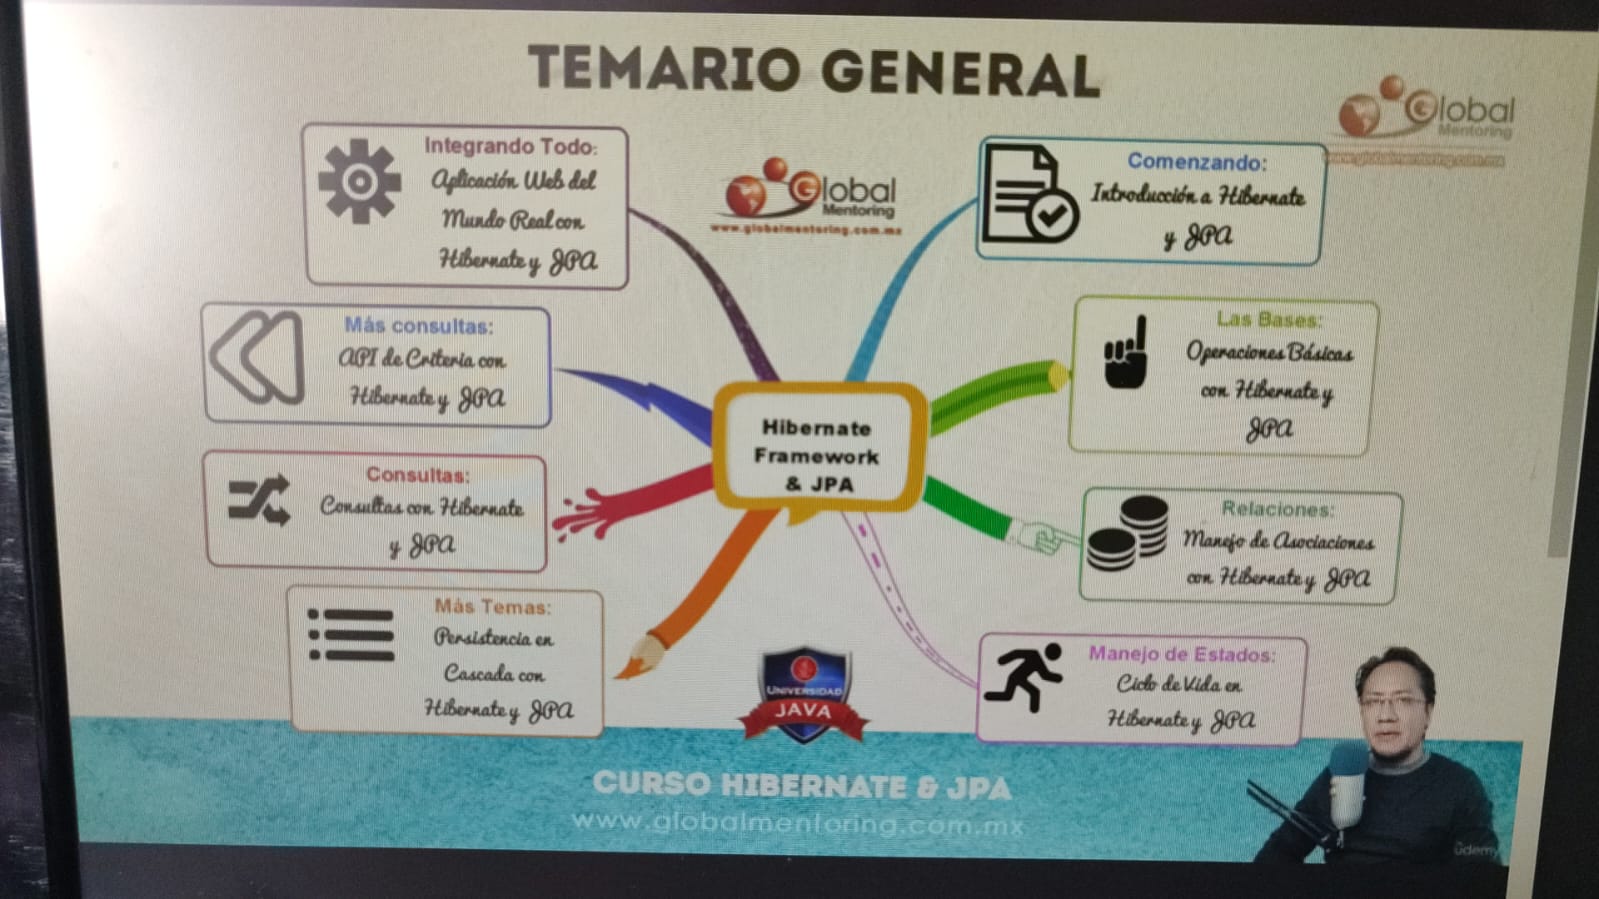 TEMARIO GENERAL
Global
Mentoring
www.globalmentoring.com.mx
Global
Mentoring
www.globalmentoring.com.mx
Hibernate
Framework
& JPA
Comenzando:
Introducción a Hibernate
y JPA
Las Bases:
Operaciones Básicas
con Hibernate y
JPA
Relaciones:
Manejo de Asociaciones
con Hibernate y JPA
Manejo de Estados:
Ciclo de Vida en
Hibernate y JPA
Más Temas:
Persistencia en
Cascada con
Hibernate y JPA
Consultas:
Consultas con Hibernate
y JPA
Más consultas:
API de Criteria con
Hibernate y JPA
Integrando Todo:
Aplicación Web del
Mundo Real con
Hibernate y JPA
UNIVERSIDAD
JAVA
CURSO HIBERNATE & JPA
www.globalmentoring.com.mx
udemy